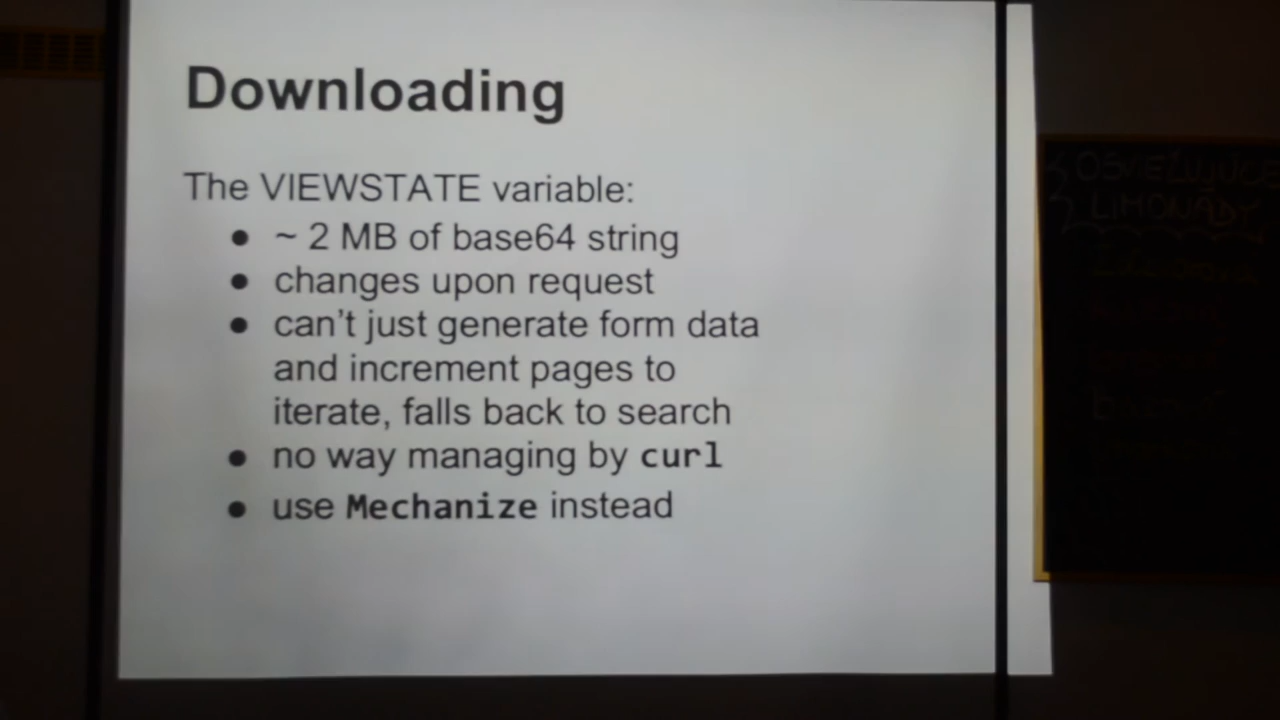 Downloading
The VIEWSTATE variable:
● ~ 2 MB of base64 string
● changes upon request
● can't just generate form data
and increment pages to
iterate, falls back to search
● no way managing by curl
● use Mechanize instead
LIMONÁDY